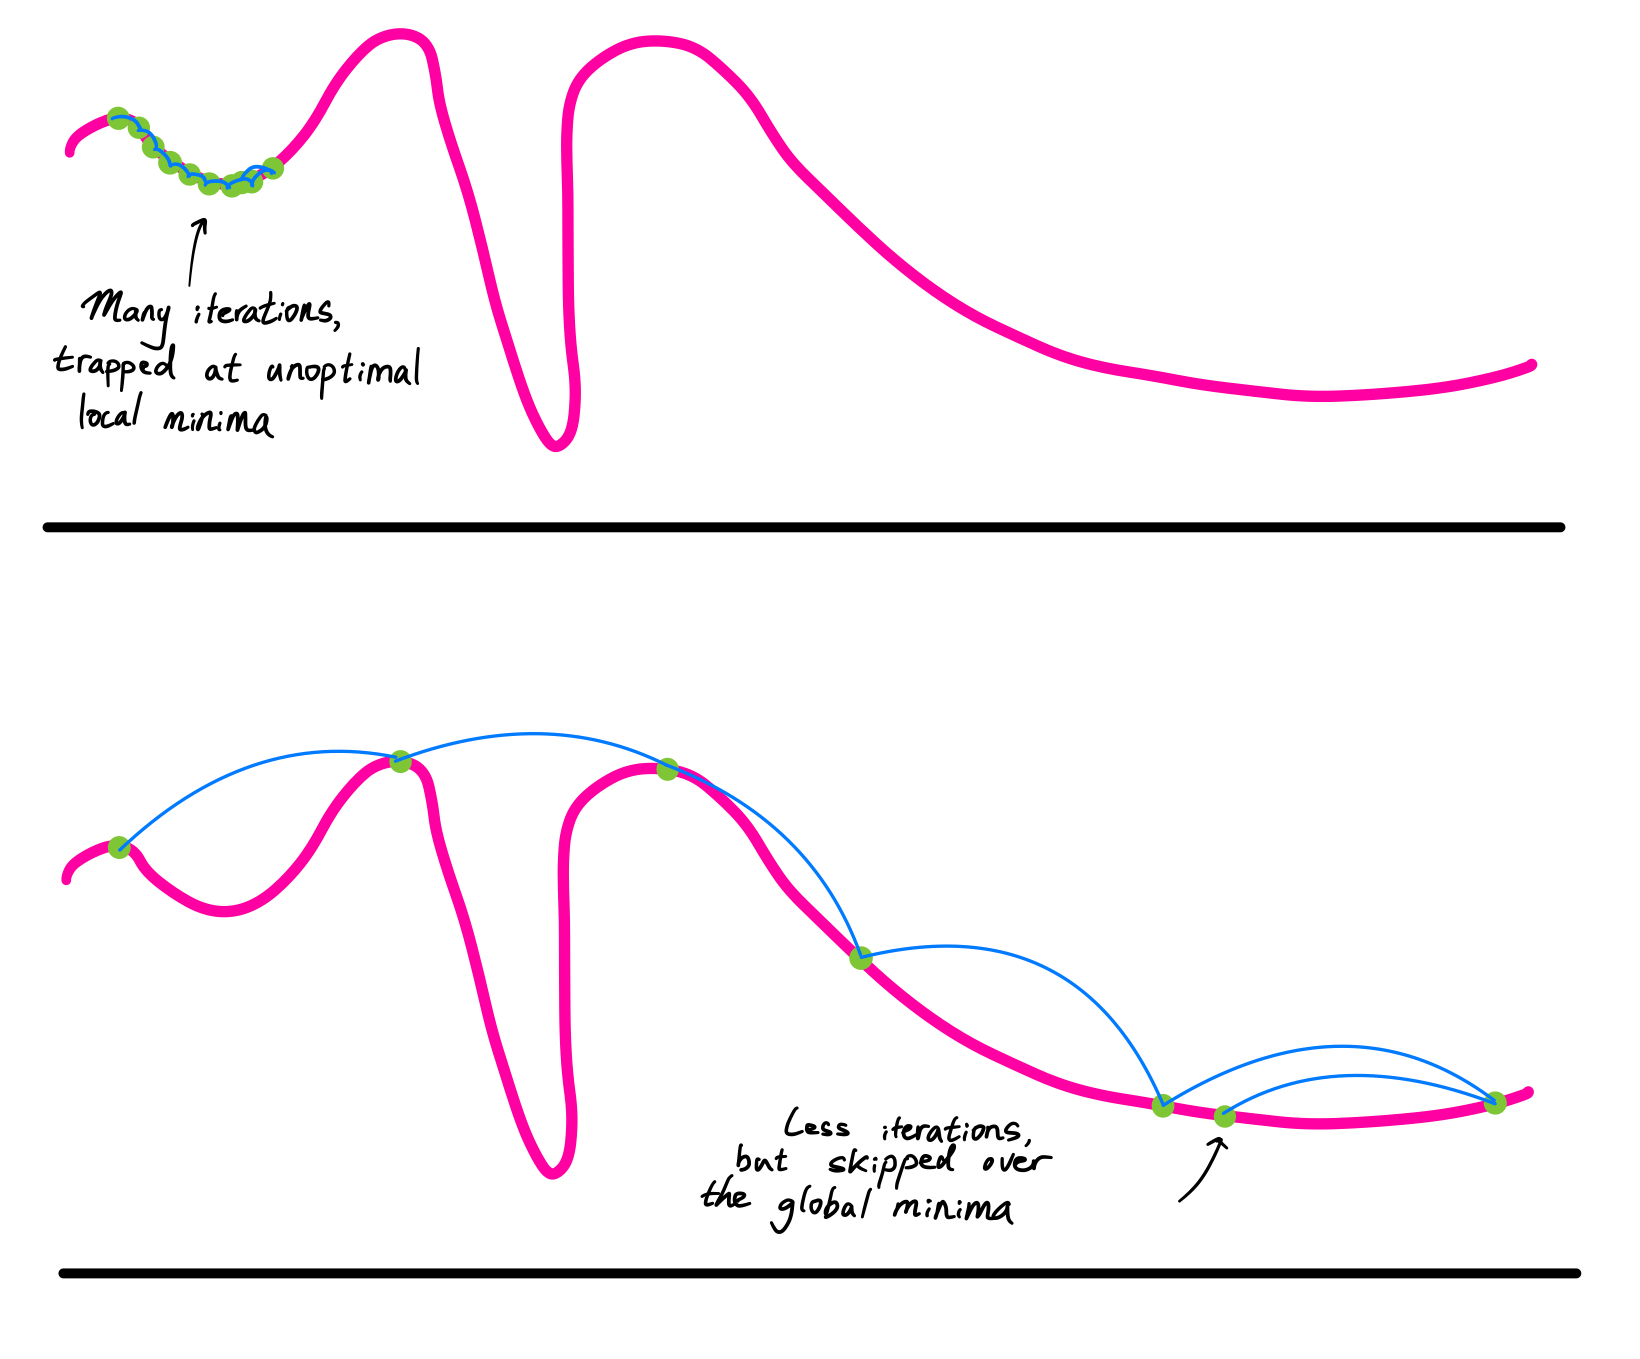 Many iterations,
trapped at unoptimal
local minima
Less iterations,
but skipped over
the global minima